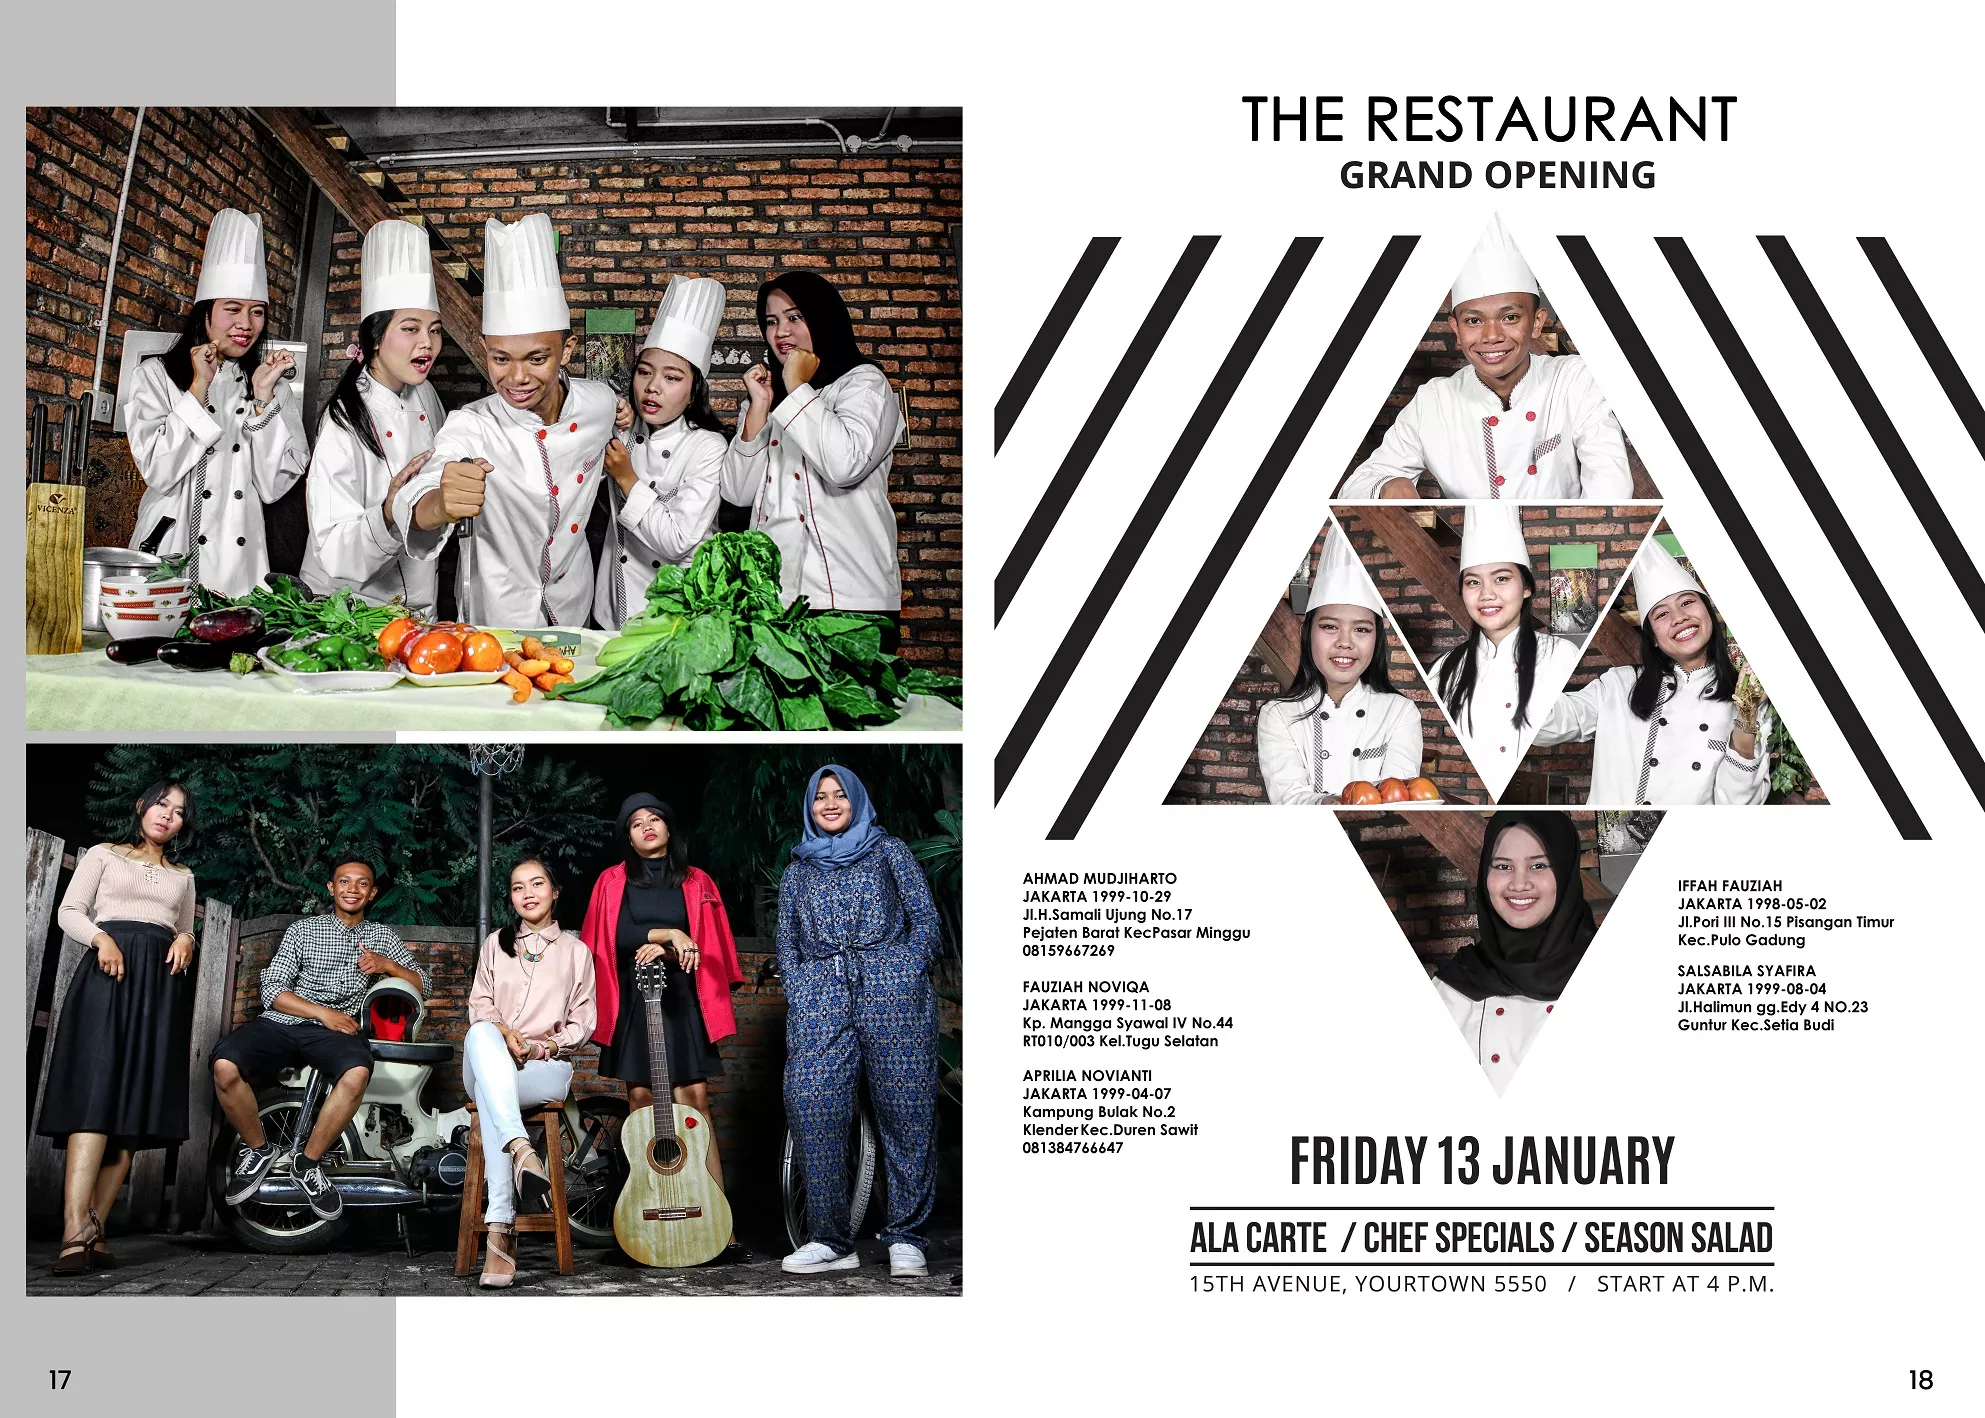 VICENZA
THE RESTAURANT
GRAND OPENING
AHMAD MUDJIHARTO
JAKARTA 1999-10-29
Jl.H.Samali Ujung No.17
Pejaten Barat KecPasar Minggu
08159667269
FAUZIAH NOVIQA
JAKARTA 1999-11-08
Kp. Mangga Syawal IV No.44
RT010/003 Kel.Tugu Selatan
APRILIA NOVIANTI
JAKARTA 1999-04-07
Kampung Bulak No.2
Klender Kec.Duren Sawit
081384766647
IFFAH FAUZIAH
JAKARTA 1998-05-02
Jl.Pori III No.15 Pisangan Timur
Kec.Pulo Gadung
SALSABILA SYAFIRA
JAKARTA 1999-08-04
Jl.Halimun gg.Edy 4 NO.23
Guntur Kec.Setia Budi
FRIDAY 13 JANUARY
ALA CARTE / CHEF SPECIALS / SEASON SALAD
15TH AVENUE, YOURTOWN 5550 / START AT 4 P.M.
17
18